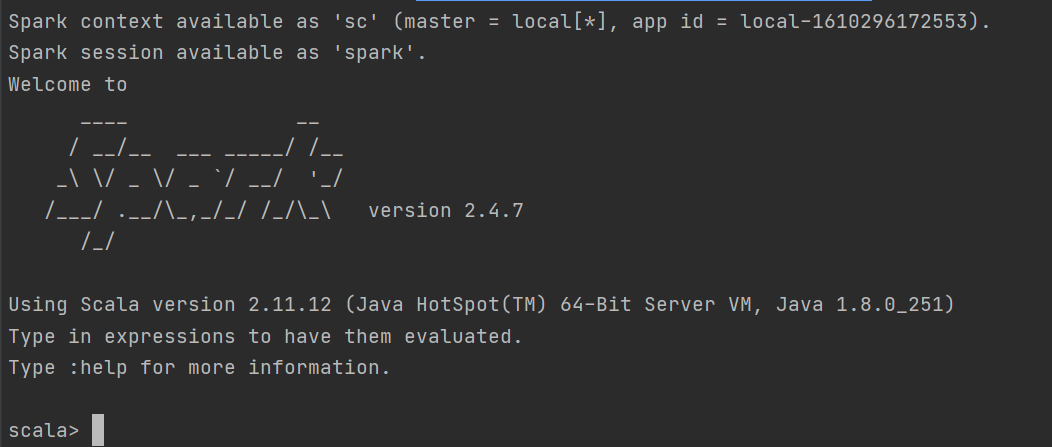 Spark context available as 'sc' (master = local[*], app id = local-1610296172553).
Spark session available as 'spark'.
Welcome to
      ____              __
     / __/__  ___ _____/ /__
    _\ \/ _ \/ _ `/ __/  '_/
   /___/ .__/\_,_/_/ /_/\_\   version 2.4.7
      /_/
Using Scala version 2.11.12 (Java HotSpot(TM) 64-Bit Server VM, Java 1.8.0_251)
Type in expressions to have them evaluated.
Type :help for more information.
scala>